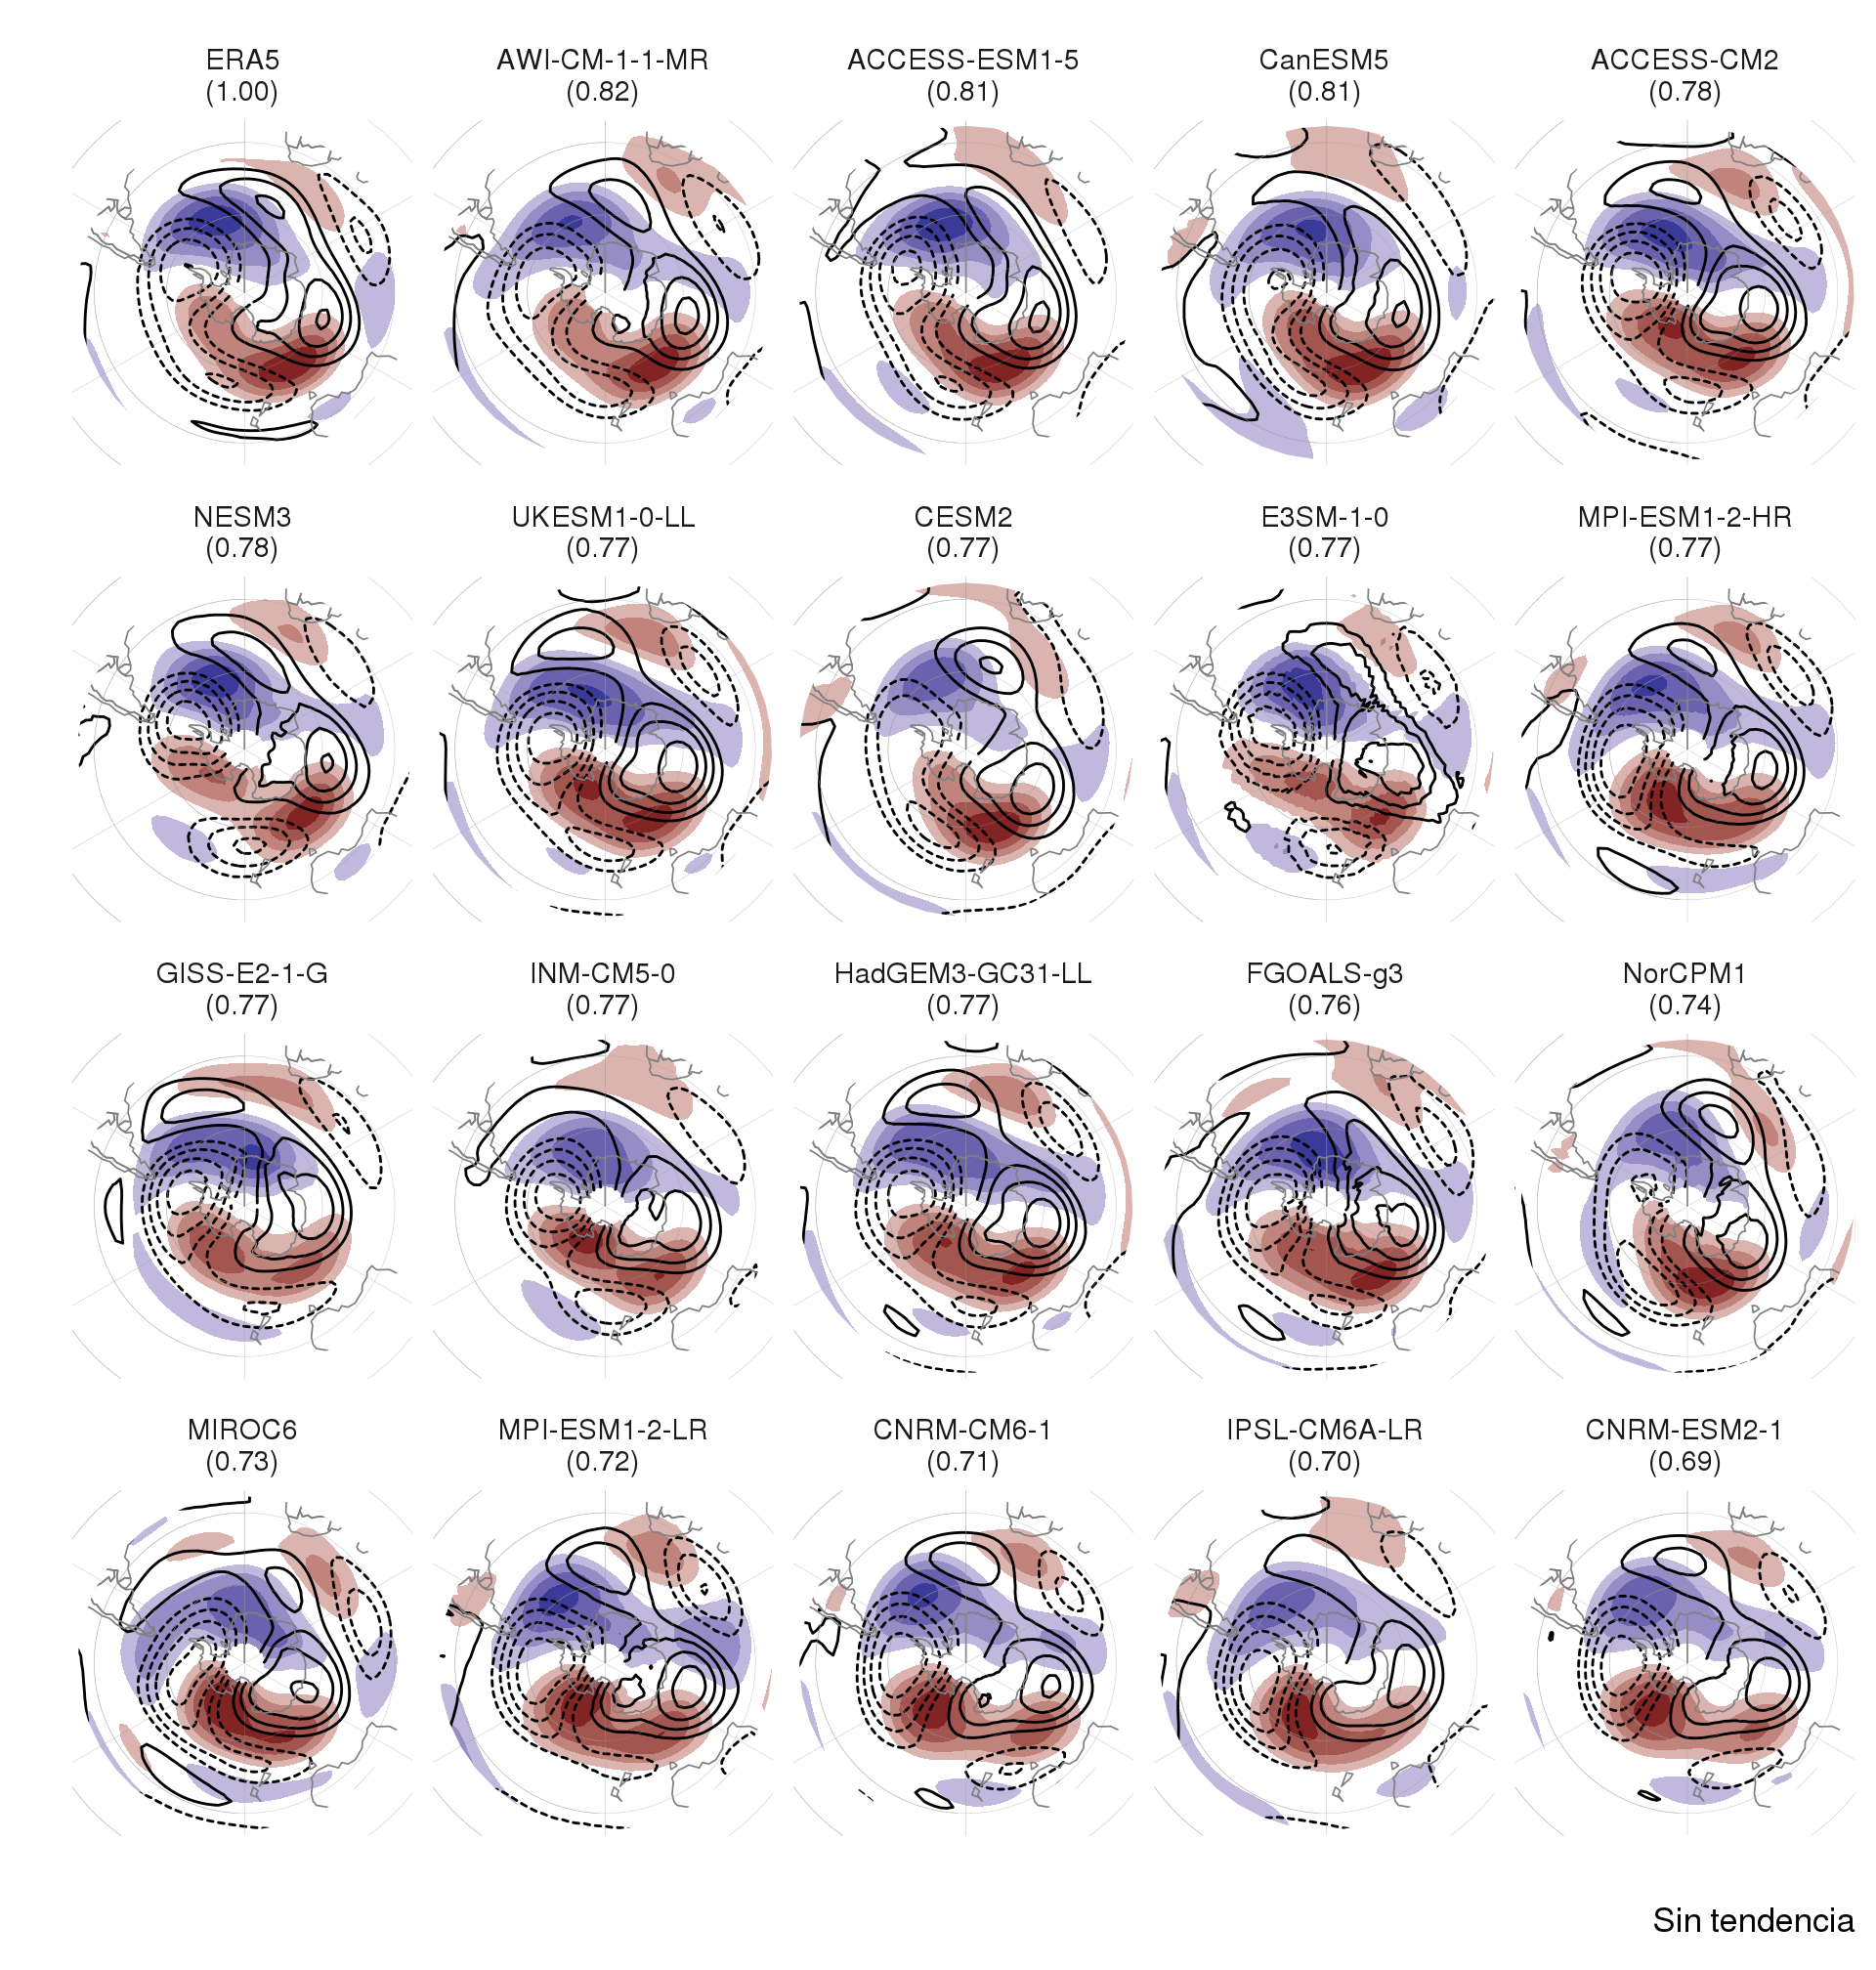 ERA5
(1.00)
AWI-CM-1-1-MR
(0.82)
ACCESS-ESM1-5
(0.81)
CanESM5
(0.81)
ACCESS-CM2
(0.78)
NESM3
(0.78)
UKESM1-0-LL
(0.77)
CESM2
(0.77)
E3SM-1-0
(0.77)
MPI-ESM1-2-HR
(0.77)
GISS-E2-1-G
(0.77)
INM-CM5-0
(0.77)
HadGEM3-GC31-LL
(0.77)
FGOALS-g3
(0.76)
NorCPM1
(0.74)
MIROC6
(0.73)
MPI-ESM1-2-LR
(0.72)
CNRM-CM6-1
(0.71)
IPSL-CM6A-LR
(0.70)
CNRM-ESM2-1
(0.69)
Sin tendencia